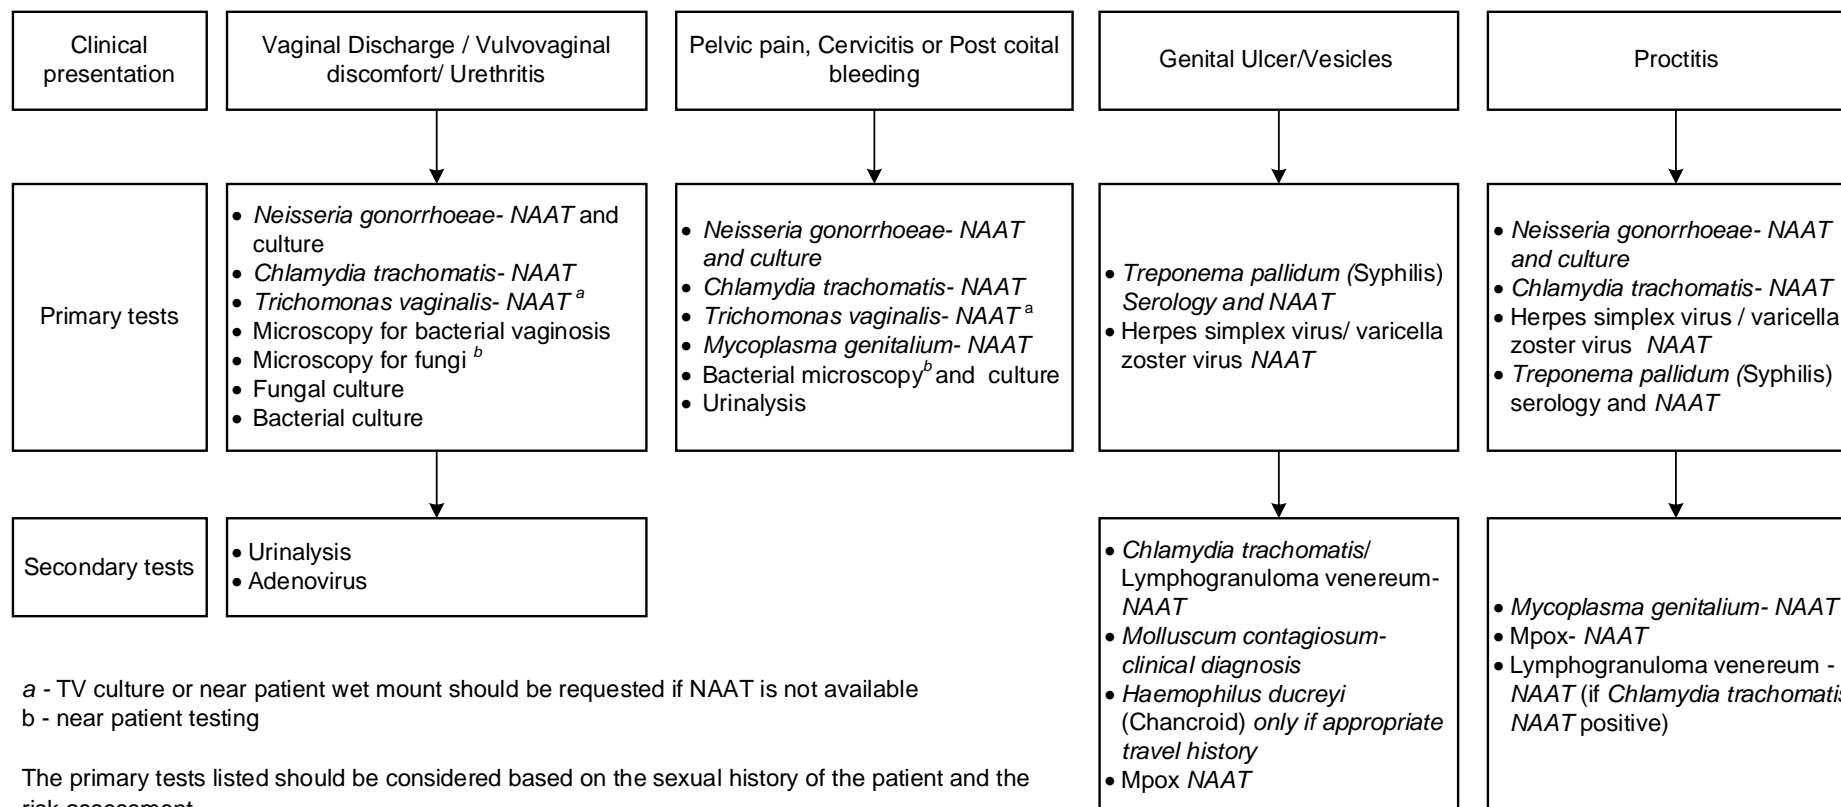 Clinical
presentation
Vaginal Discharge / Vulvovaginal
discomfort/ Urethritis
Pelvic pain, Cervicitis or Post coital
bleeding
Genital Ulcer/Vesicles
Proctitis
Primary tests
• Neisseria gonorrhoeae- NAAT and
culture
• Chlamydia trachomatis- NAAT
• Trichomonas vaginalis- NAAT a
• Microscopy for bacterial vaginosis
• Microscopy for fungi b
• Fungal culture
• Bacterial culture
• Neisseria gonorrhoeae- NAAT
and culture
• Chlamydia trachomatis- NAAT
• Trichomonas vaginalis- NAAT a
• Mycoplasma genitalium- NAAT
• Bacterial microscopy b and culture
• Urinalysis
• Treponema pallidum (Syphilis)
Serology and NAAT
• Herpes simplex virus/ varicella
zoster virus NAAT
• Neisseria gonorrhoeae- NAAT
and culture
• Chlamydia trachomatis- NAAT
• Herpes simplex virus / varicella
zoster virus NAAT
• Treponema pallidum (Syphilis)
serology and NAAT
Secondary tests
• Urinalysis
• Adenovirus
• Chlamydia trachomatis/
Lymphogranuloma venereum-
NAAT
• Molluscum contagiosum-
clinical diagnosis
• Haemophilus ducreyi
(Chancroid) only if appropriate
travel history
• Mpox NAAT
• Mycoplasma genitalium- NAAT
• Mpox- NAAT
• Lymphogranuloma venereum -
NAAT (if Chlamydia trachomatis
NAAT positive)
a - TV culture or near patient wet mount should be requested if NAAT is not available
b - near patient testing
The primary tests listed should be considered based on the sexual history of the patient and the
risk assessment